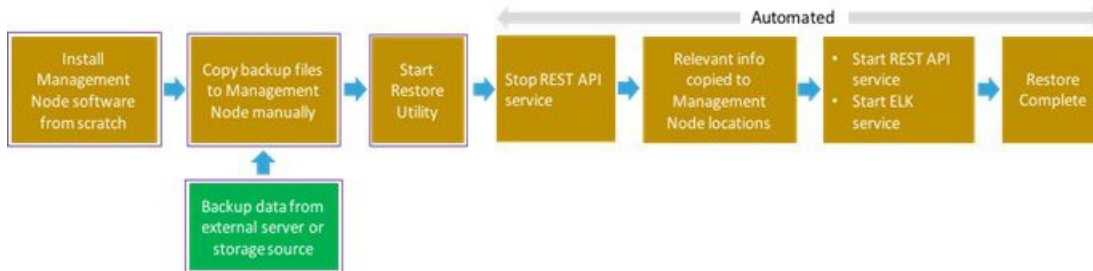 Automated
Install
Management
Node software
from scratch
Copy backup files
to Management
Node manually
Start
Restore
Utility
Stop REST API
service
Relevant info
copied to
Management
Node locations
• Start REST API
service
• Start ELK
service
Restore
Complete
Backup data from
external server or
storage source